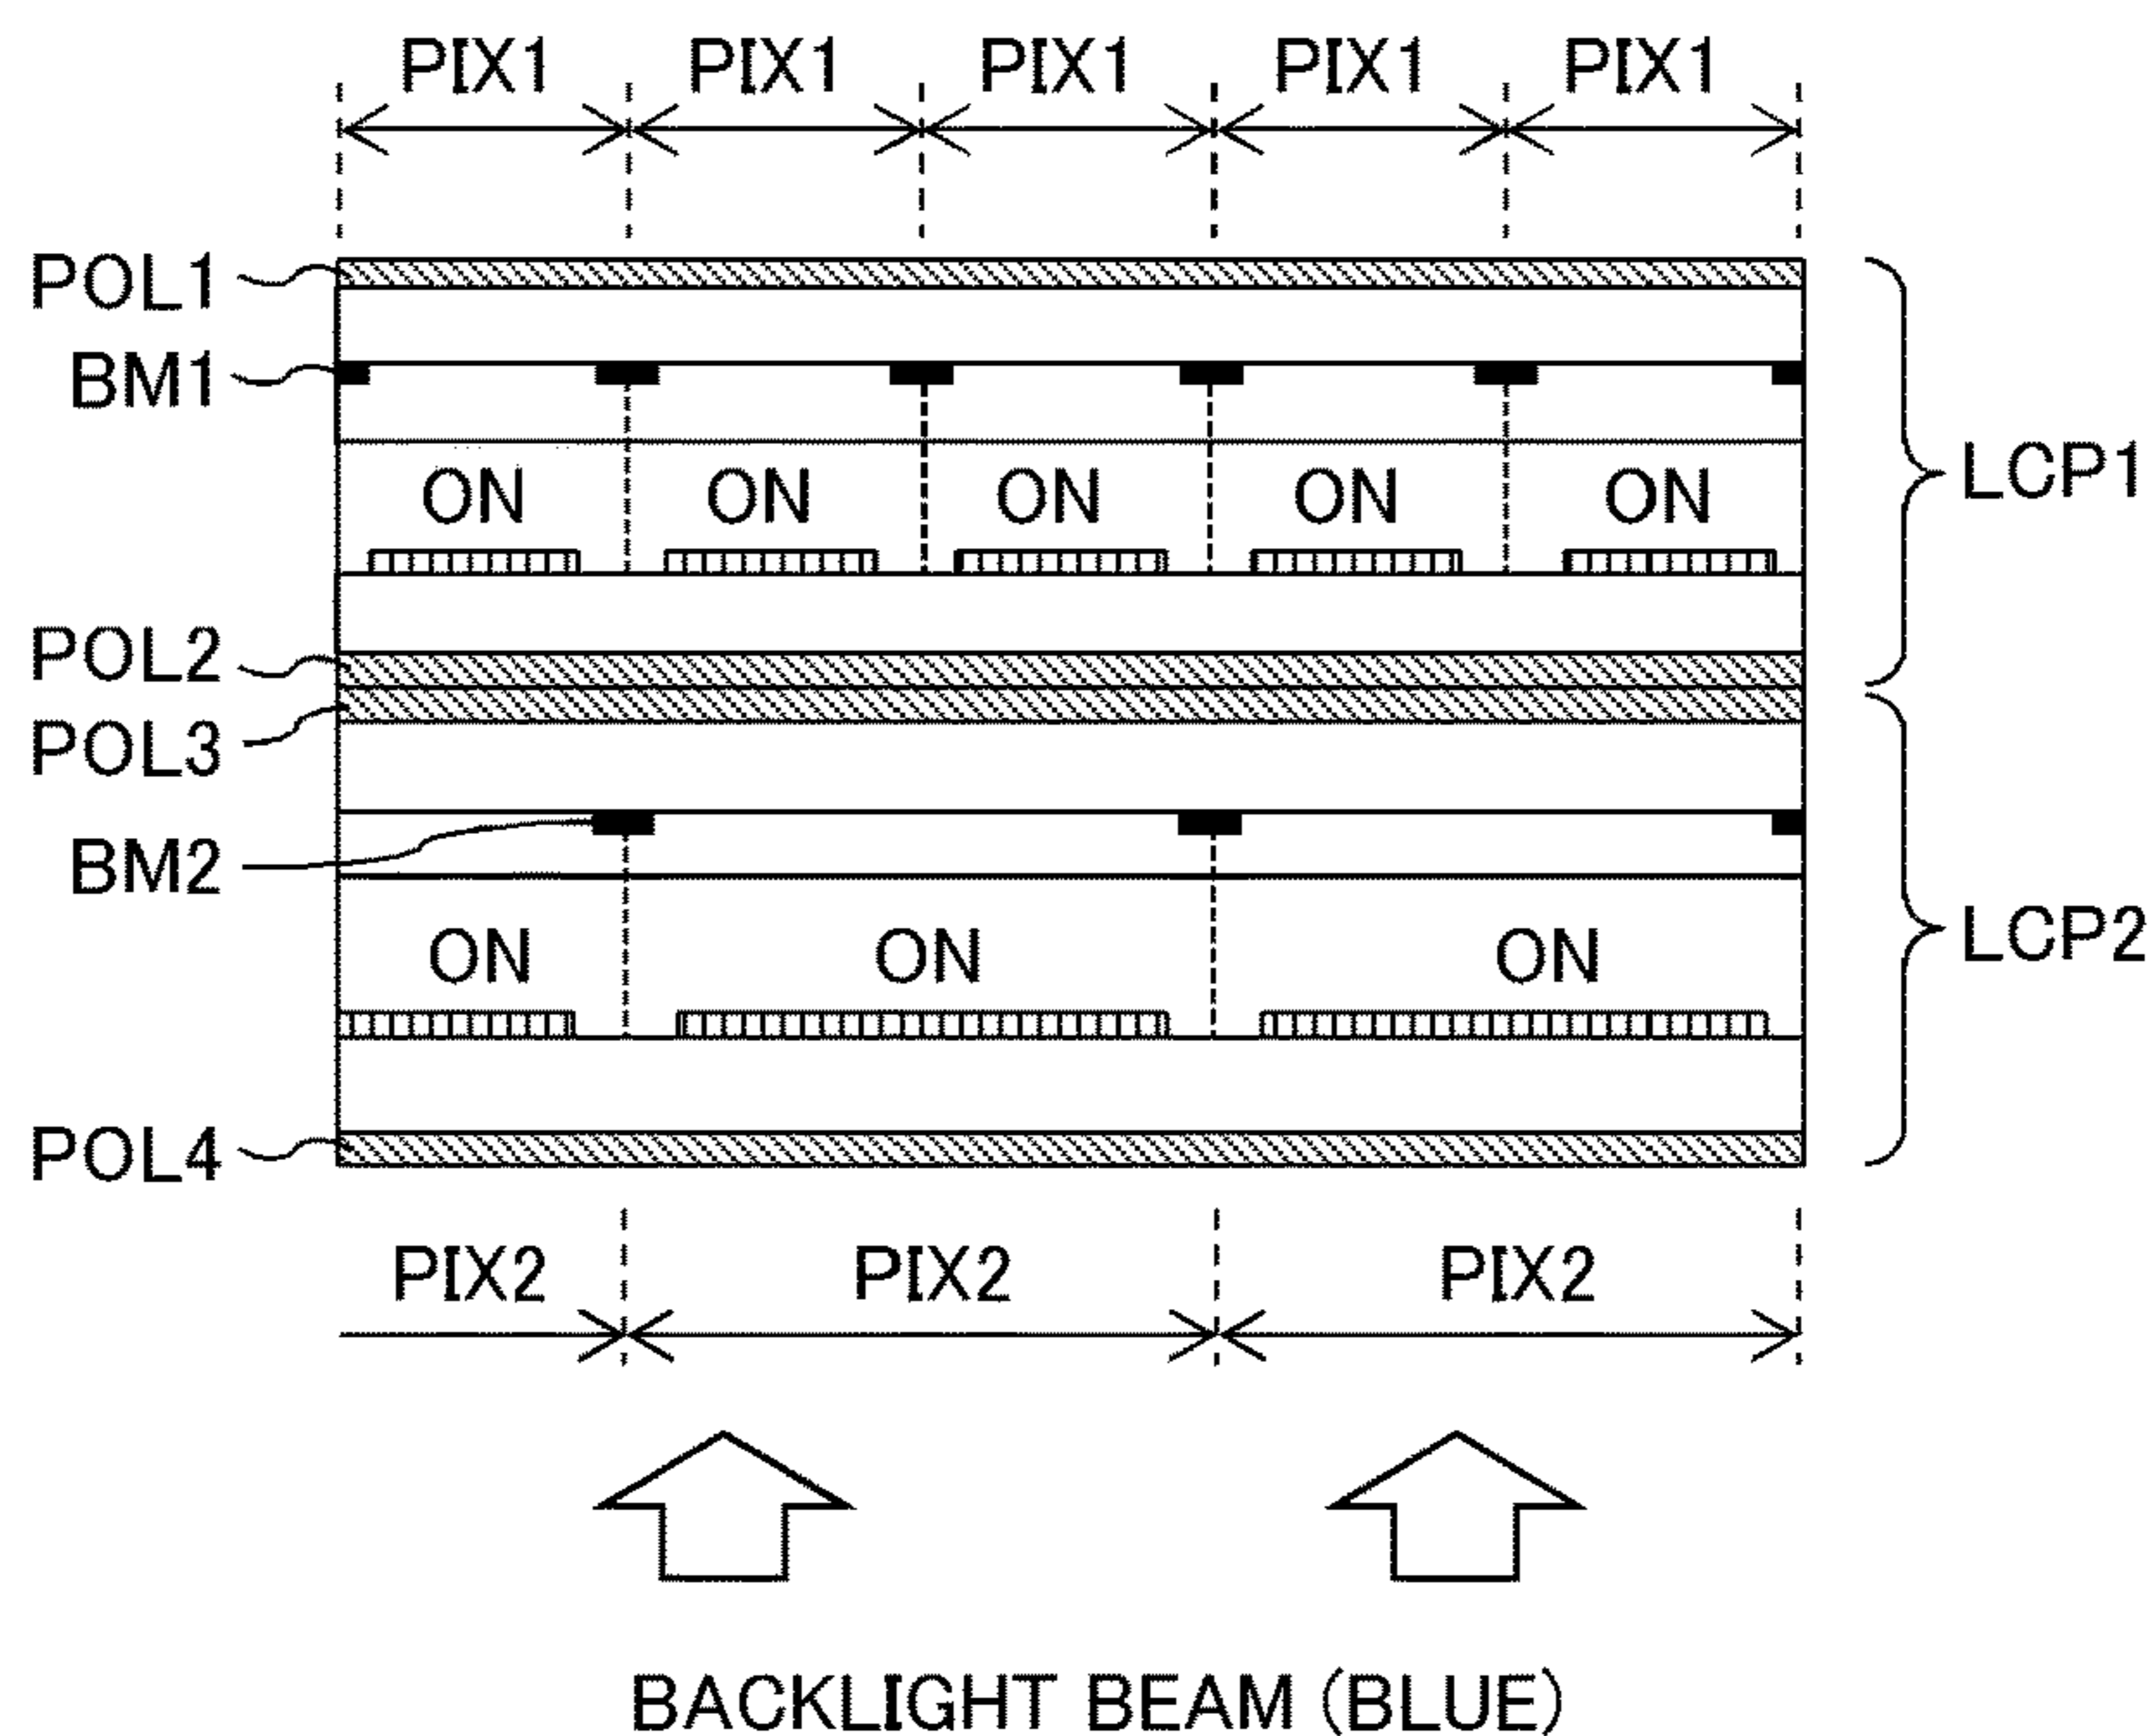 PIX1 PIX1 PIX1 PIX1 PIX1
POL1
BM1
LCP1
ON ON ON ON ON
POL2
POL3
BM2
LCP2
ON ON ON
POL4
PIX2 PIX2 PIX2
BACKLIGHT BEAM (BLUE)